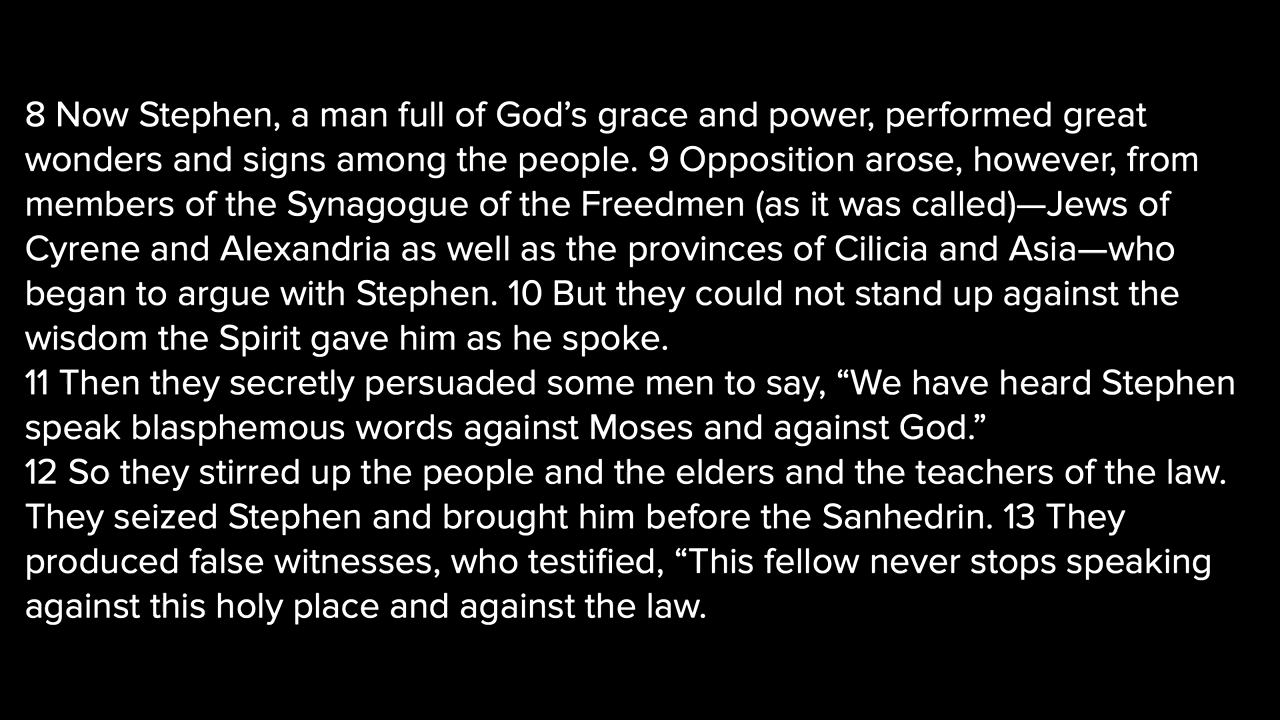 8 Now Stephen, a man full of God’s grace and power, performed great
wonders and signs among the people. 9 Opposition arose, however, from
members of the Synagogue of the Freedmen (as it was called)—Jews of
Cyrene and Alexandria as well as the provinces of Cilicia and Asia—who
began to argue with Stephen. 10 But they could not stand up against the
wisdom the Spirit gave him as he spoke.
11 Then they secretly persuaded some men to say, “We have heard Stephen
speak blasphemous words against Moses and against God.”
12 So they stirred up the people and the elders and the teachers of the law.
They seized Stephen and brought him before the Sanhedrin. 13 They
produced false witnesses, who testified, “This fellow never stops speaking
against this holy place and against the law.